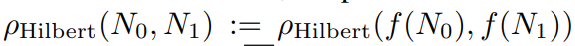 ρHilbert(N0, N1) := ρHilbert(f(N0), f(N1))